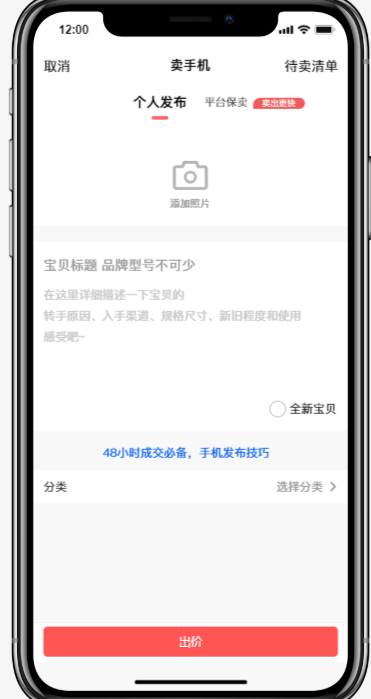 12:00
取消 卖手机 待卖清单
个人发布 平台保卖 卖出更快
添加照片
宝贝标题 品牌型号不可少
在这里详细描述一下宝贝的
转手原因、入手渠道、规格尺寸、新旧程度和使用
感受吧~
全新宝贝
48小时成交必备，手机发布技巧
分类 选择分类 >
出价